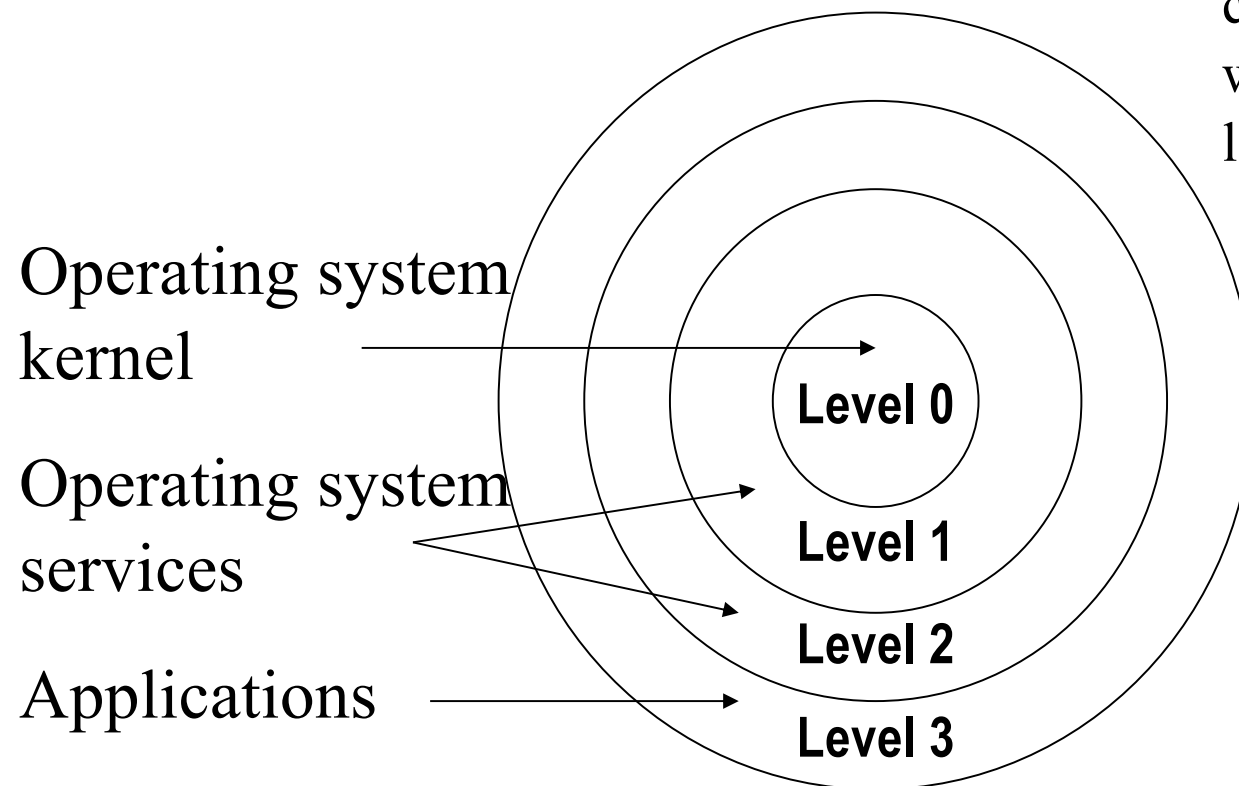 Operating system
kernel
Operating system
services
Applications
Level 0
Level 1
Level 2
Level 3